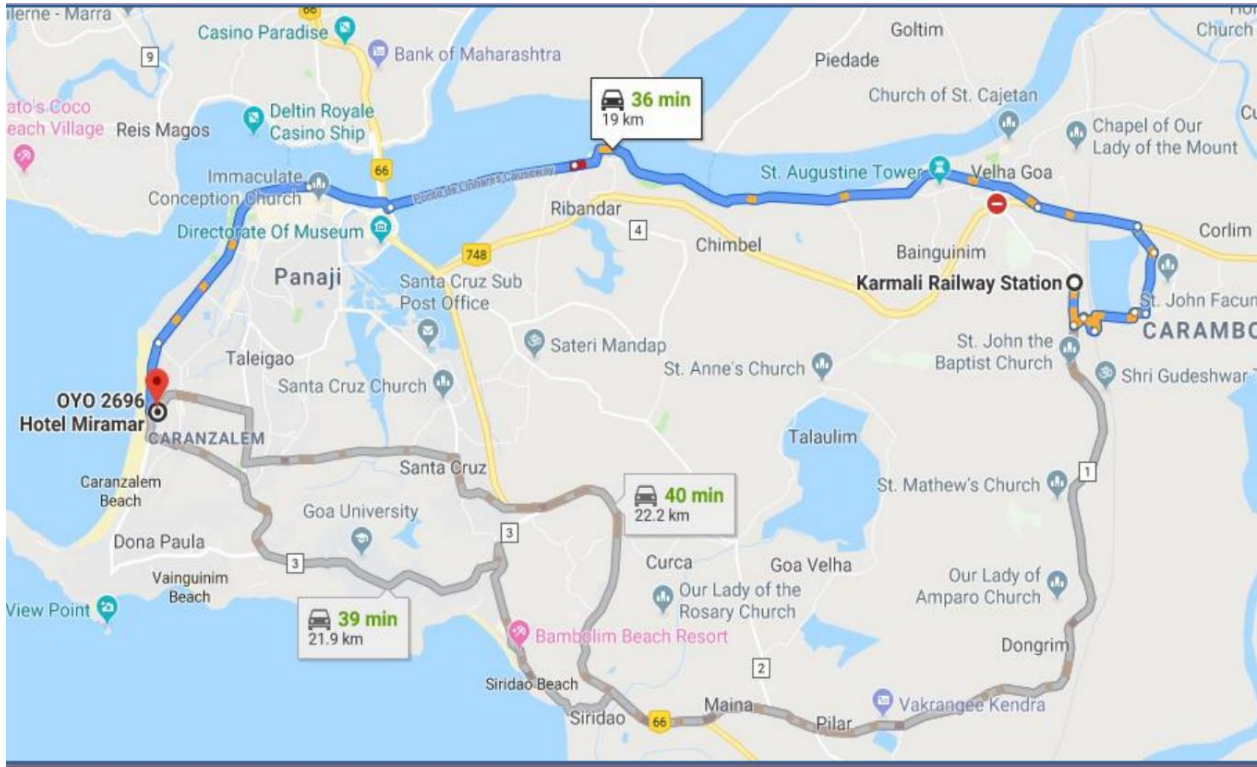 ilerne - Marra
66
Casino Paradise
9
Bank of Maharashtra
Goltim
Church
Piedade
36 min
19 km
ato's Coco
each Village
Reis Magos
Deltin Royale
Casino Ship
Church of St. Cajetan
Chapel of Our
Lady of the Mount
66
Immaculate
Conception Church
Ponte de Linhares Causeway
St. Augustine Tower
Velha Goa
Ribandar
4
Directorate Of Museum
Chimbel
Bainguinim
Corlim
748
Panaji
Santa Cruz Sub
Post Office
Karmali Railway Station
St. John Facun
CARAMBO
St. John the
Baptist Church
Sateri Mandap
Taleigao
St. Anne's Church
Shri Gudeshwar T
Santa Cruz Church
OYO 2696
Hotel Miramar
CARANZALEM
Talaulim
Santa Cruz
1
Caranzalem
Beach
St. Mathew's Church
40 min
22.2 km
Goa University
3
Dona Paula
3
Curca
Goa Velha
Vainguinim
Beach
Our Lady of the
Rosary Church
Our Lady of
Amparo Church
View Point
39 min
21.9 km
Bambolim Beach Resort
Dongrim
2
Siridao Beach
Siridao
66
Maina
Pilar
Vakrangee Kendra